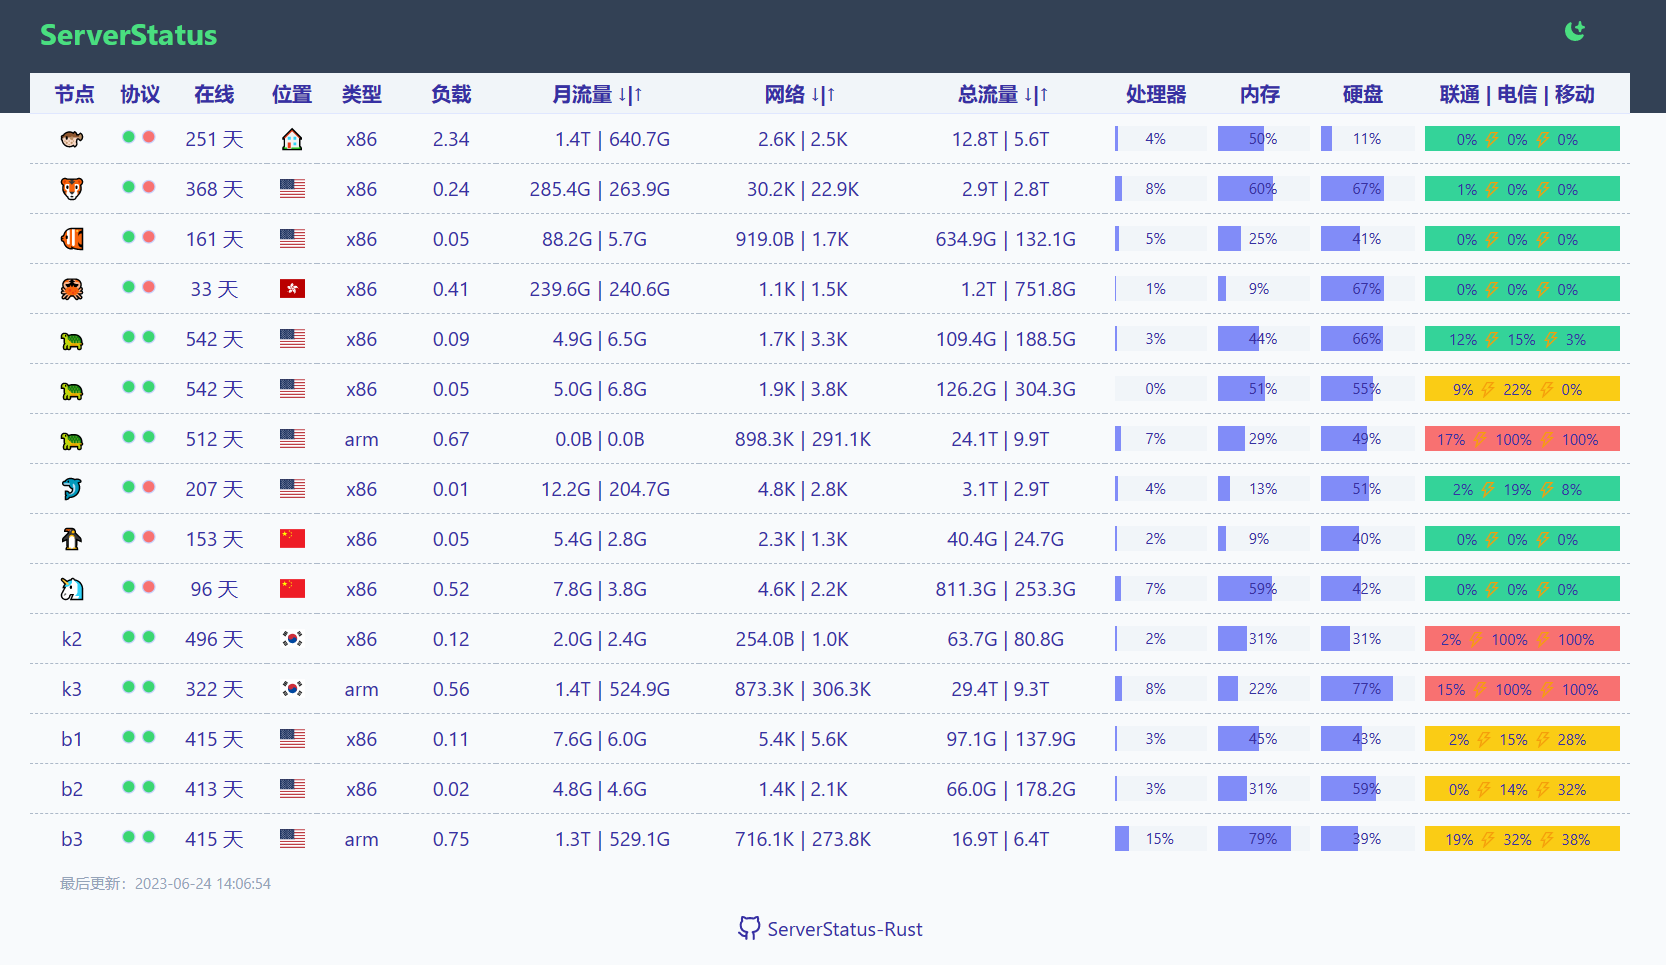 ServerStatus
节点 协议 在线 位置 类型 负载 月流量 ↓|↑ 网络 ↓|↑ 总流量 ↓|↑ 处理器 内存 硬盘 联通 | 电信 | 移动
251 天 x86 2.34 1.4T | 640.7G 2.6K | 2.5K 12.8T | 5.6T 4% 50% 11% 0% 0% 0%
368 天 x86 0.24 285.4G | 263.9G 30.2K | 22.9K 2.9T | 2.8T 8% 60% 67% 1% 0% 0%
161 天 x86 0.05 88.2G | 5.7G 919.0B | 1.7K 634.9G | 132.1G 5% 25% 41% 0% 0% 0%
33 天 x86 0.41 239.6G | 240.6G 1.1K | 1.5K 1.2T | 751.8G 1% 9% 67% 0% 0% 0%
542 天 x86 0.09 4.9G | 6.5G 1.7K | 3.3K 109.4G | 188.5G 3% 44% 66% 12% 15% 3%
542 天 x86 0.05 5.0G | 6.8G 1.9K | 3.8K 126.2G | 304.3G 0% 51% 55% 9% 22% 0%
512 天 arm 0.67 0.0B | 0.0B 898.3K | 291.1K 24.1T | 9.9T 7% 29% 49% 17% 100% 100%
207 天 x86 0.01 12.2G | 204.7G 4.8K | 2.8K 3.1T | 2.9T 4% 13% 51% 2% 19% 8%
153 天 x86 0.05 5.4G | 2.8G 2.3K | 1.3K 40.4G | 24.7G 2% 9% 40% 0% 0% 0%
96 天 x86 0.52 7.8G | 3.8G 4.6K | 2.2K 811.3G | 253.3G 7% 59% 42% 0% 0% 0%
k2 496 天 x86 0.12 2.0G | 2.4G 254.0B | 1.0K 63.7G | 80.8G 2% 31% 31% 2% 100% 100%
k3 322 天 arm 0.56 1.4T | 524.9G 873.3K | 306.3K 29.4T | 9.3T 8% 22% 77% 15% 100% 100%
b1 415 天 x86 0.11 7.6G | 6.0G 5.4K | 5.6K 97.1G | 137.9G 3% 45% 43% 2% 15% 28%
b2 413 天 x86 0.02 4.8G | 4.6G 1.4K | 2.1K 66.0G | 178.2G 3% 31% 59% 0% 14% 32%
b3 415 天 arm 0.75 1.3T | 529.1G 716.1K | 273.8K 16.9T | 6.4T 15% 79% 39% 19% 32% 38%
最后更新：2023-06-24 14:06:54
ServerStatus-Rust